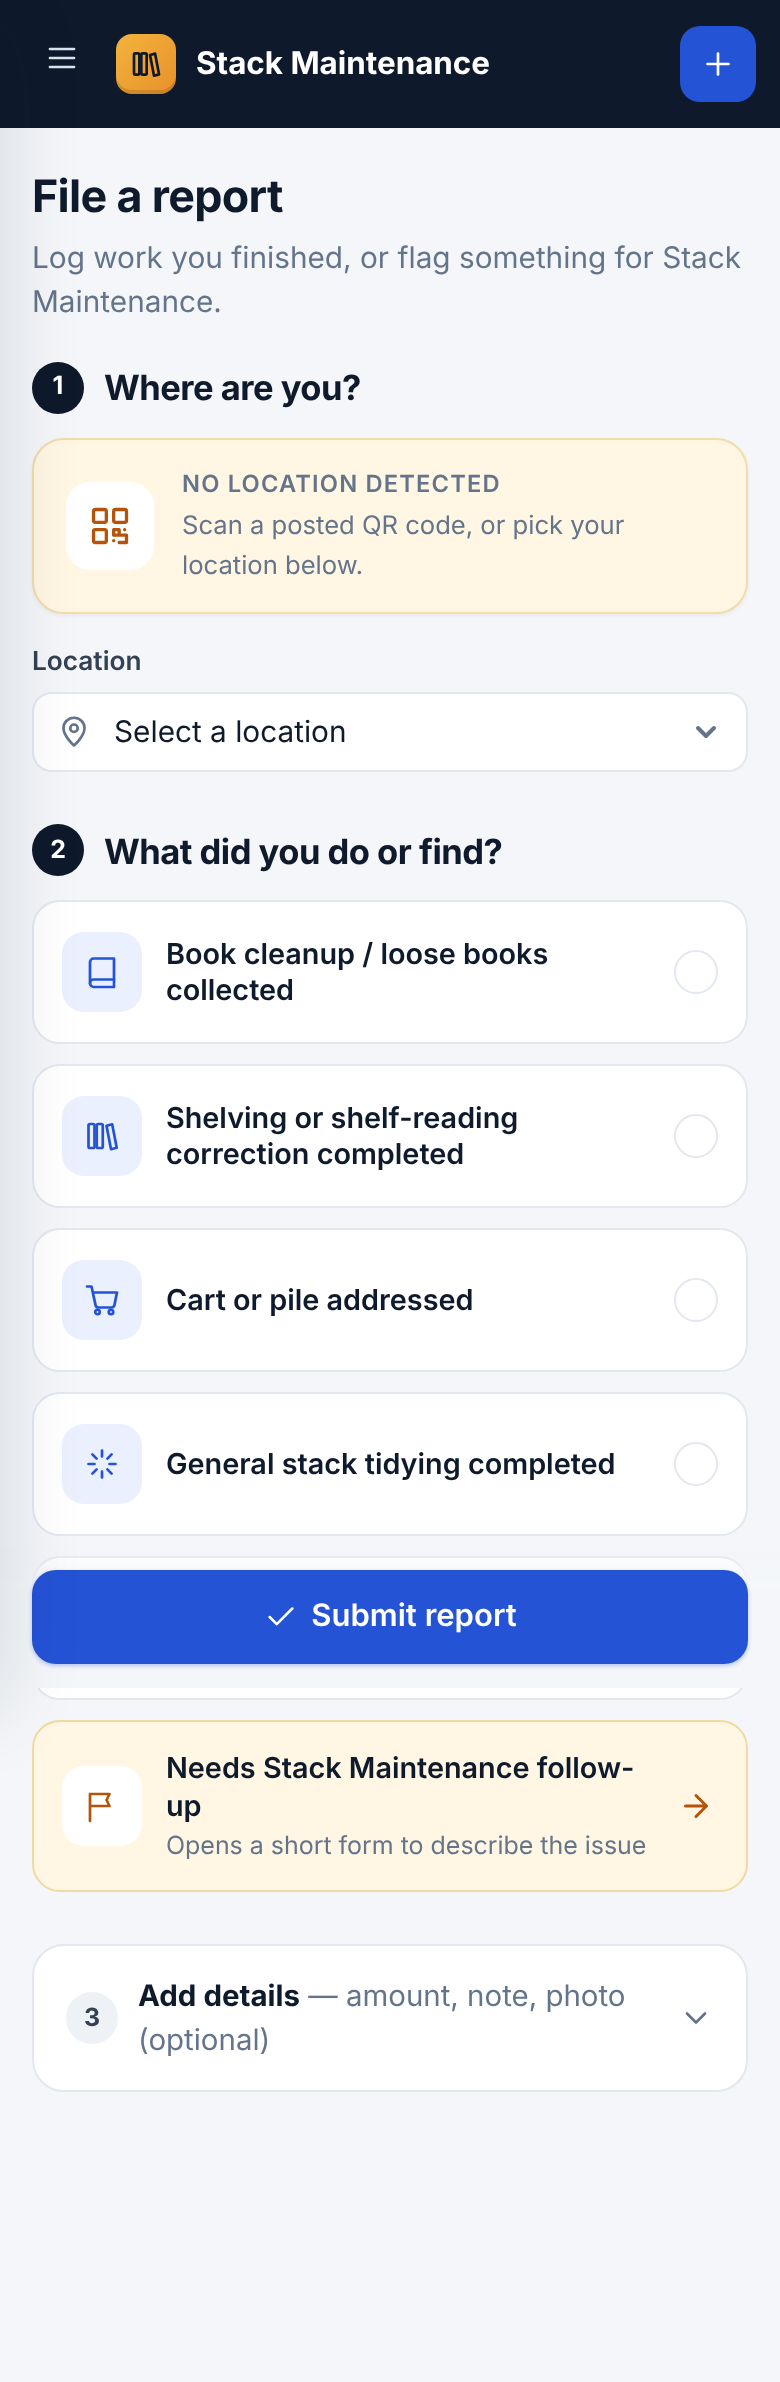 Stack Maintenance
File a report
Log work you finished, or flag something for Stack
Maintenance.
1 Where are you?
NO LOCATION DETECTED
Scan a posted QR code, or pick your
location below.
Location
Select a location
2 What did you do or find?
Book cleanup / loose books
collected
Shelving or shelf-reading
correction completed
Cart or pile addressed
General stack tidying completed
Submit report
Needs Stack Maintenance follow-
up
Opens a short form to describe the issue
3 Add details — amount, note, photo
(optional)